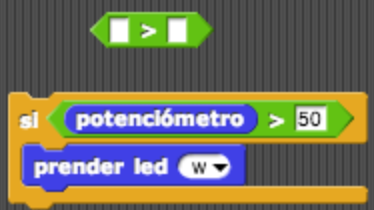 >
si potenciómetro > 50
prender led w